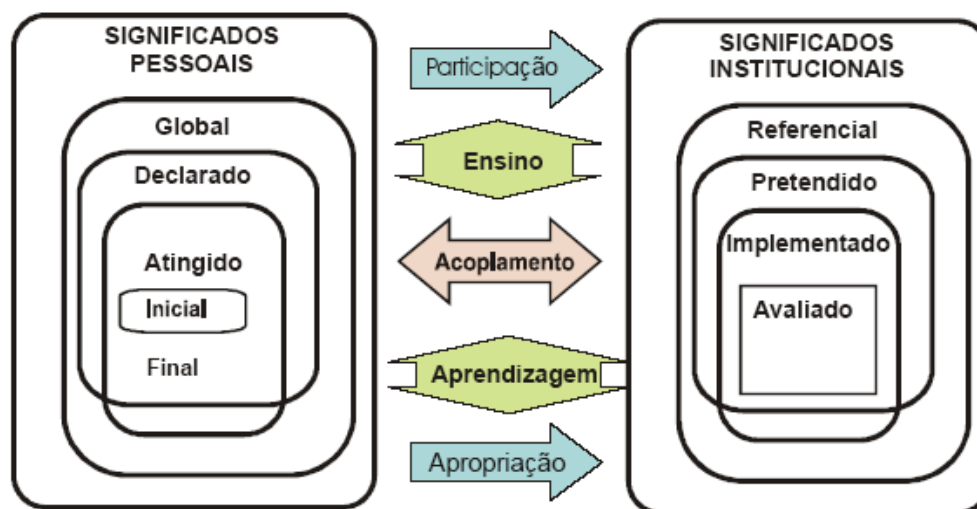 SIGNIFICADOS
PESSOAIS
Global
Declarado
Atingido
Inicial
Final
Participação
Ensino
Acoplamento
Aprendizagem
Apropriação
SIGNIFICADOS
INSTITUCIONAIS
Referencial
Pretendido
Implementado
Avaliado